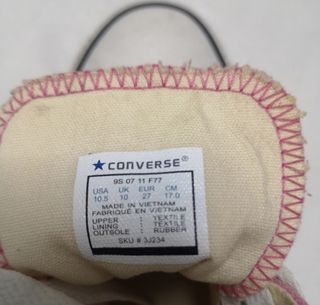 ★ CONVERSE®
9S 07 11 F77
USA UK EUR CM
10.5 10 27 17.0
MADE IN VIETNAM
FABRIQUÉ EN VIETNAM
UPPER : TEXTILE
LINING : TEXTILE
OUTSOLE : RUBBER
SKU # 3J234